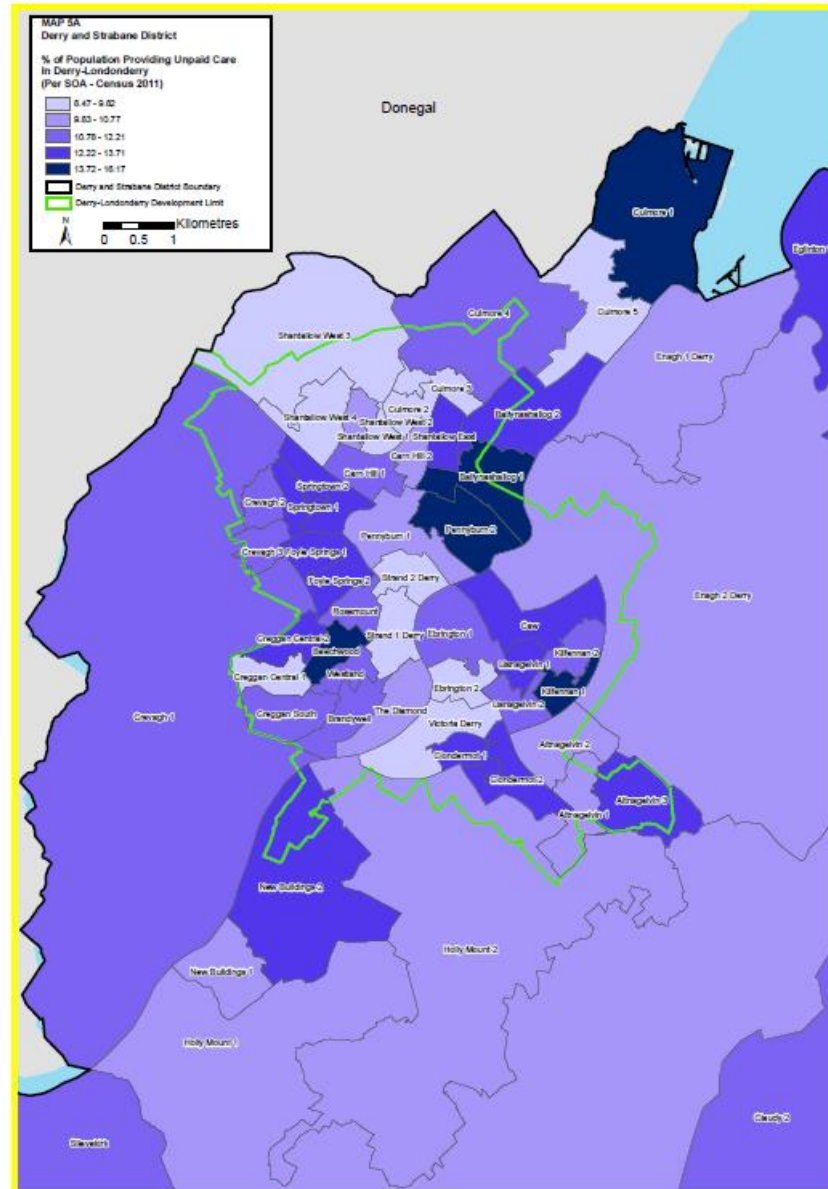 MAP 5A
Derry and Strabane District
% of Population Providing Unpaid Care
In Derry-Londonderry
(Per SOA - Census 2011)
8.47 - 9.82
9.83 - 10.77
10.78 - 12.21
12.22 - 13.71
13.72 - 16.17
Derry and Strabane District Boundary
Derry-Londonderry Development Limit
N
Kilometres
0 0.5 1
Donegal
Culmore 1
Eglinton
Culmore 4
Culmore 5
Shantallow West 3
Enagh 1 Derry
Culmore 3
Culmore 2
Ballynashallog 2
Shantallow West 4
Shantallow West 2
Shantallow West 1
Shantallow East
Carn Hill 2
Carn Hill 1
Ballynashallog 1
Springtown 2
Crevagh 2
Springtown 1
Pennyburn 2
Pennyburn 1
Crevagh 3
Foyle Springs 1
Strand 2 Derry
Foyle Springs 2
Enagh 2 Derry
Rosemount
Caw
Creggan Central 2
Strand 1 Derry
Ebrington 1
Beechwood
Kilfennan 2
Lisnagelvin 1
Creggan Central 1
Westland
Ebrington 2
Kilfennan 1
Lisnagelvin 2
Creggan South
The Diamond
Brandywell
Victoria Derry
Crevagh 1
Altnagelvin 2
Clondermot 1
Clondermot 2
Altnagelvin 3
Altnagelvin 1
New Buildings 2
Holly Mount 2
New Buildings 1
Holly Mount 1
Claudy 2
Slievekirk